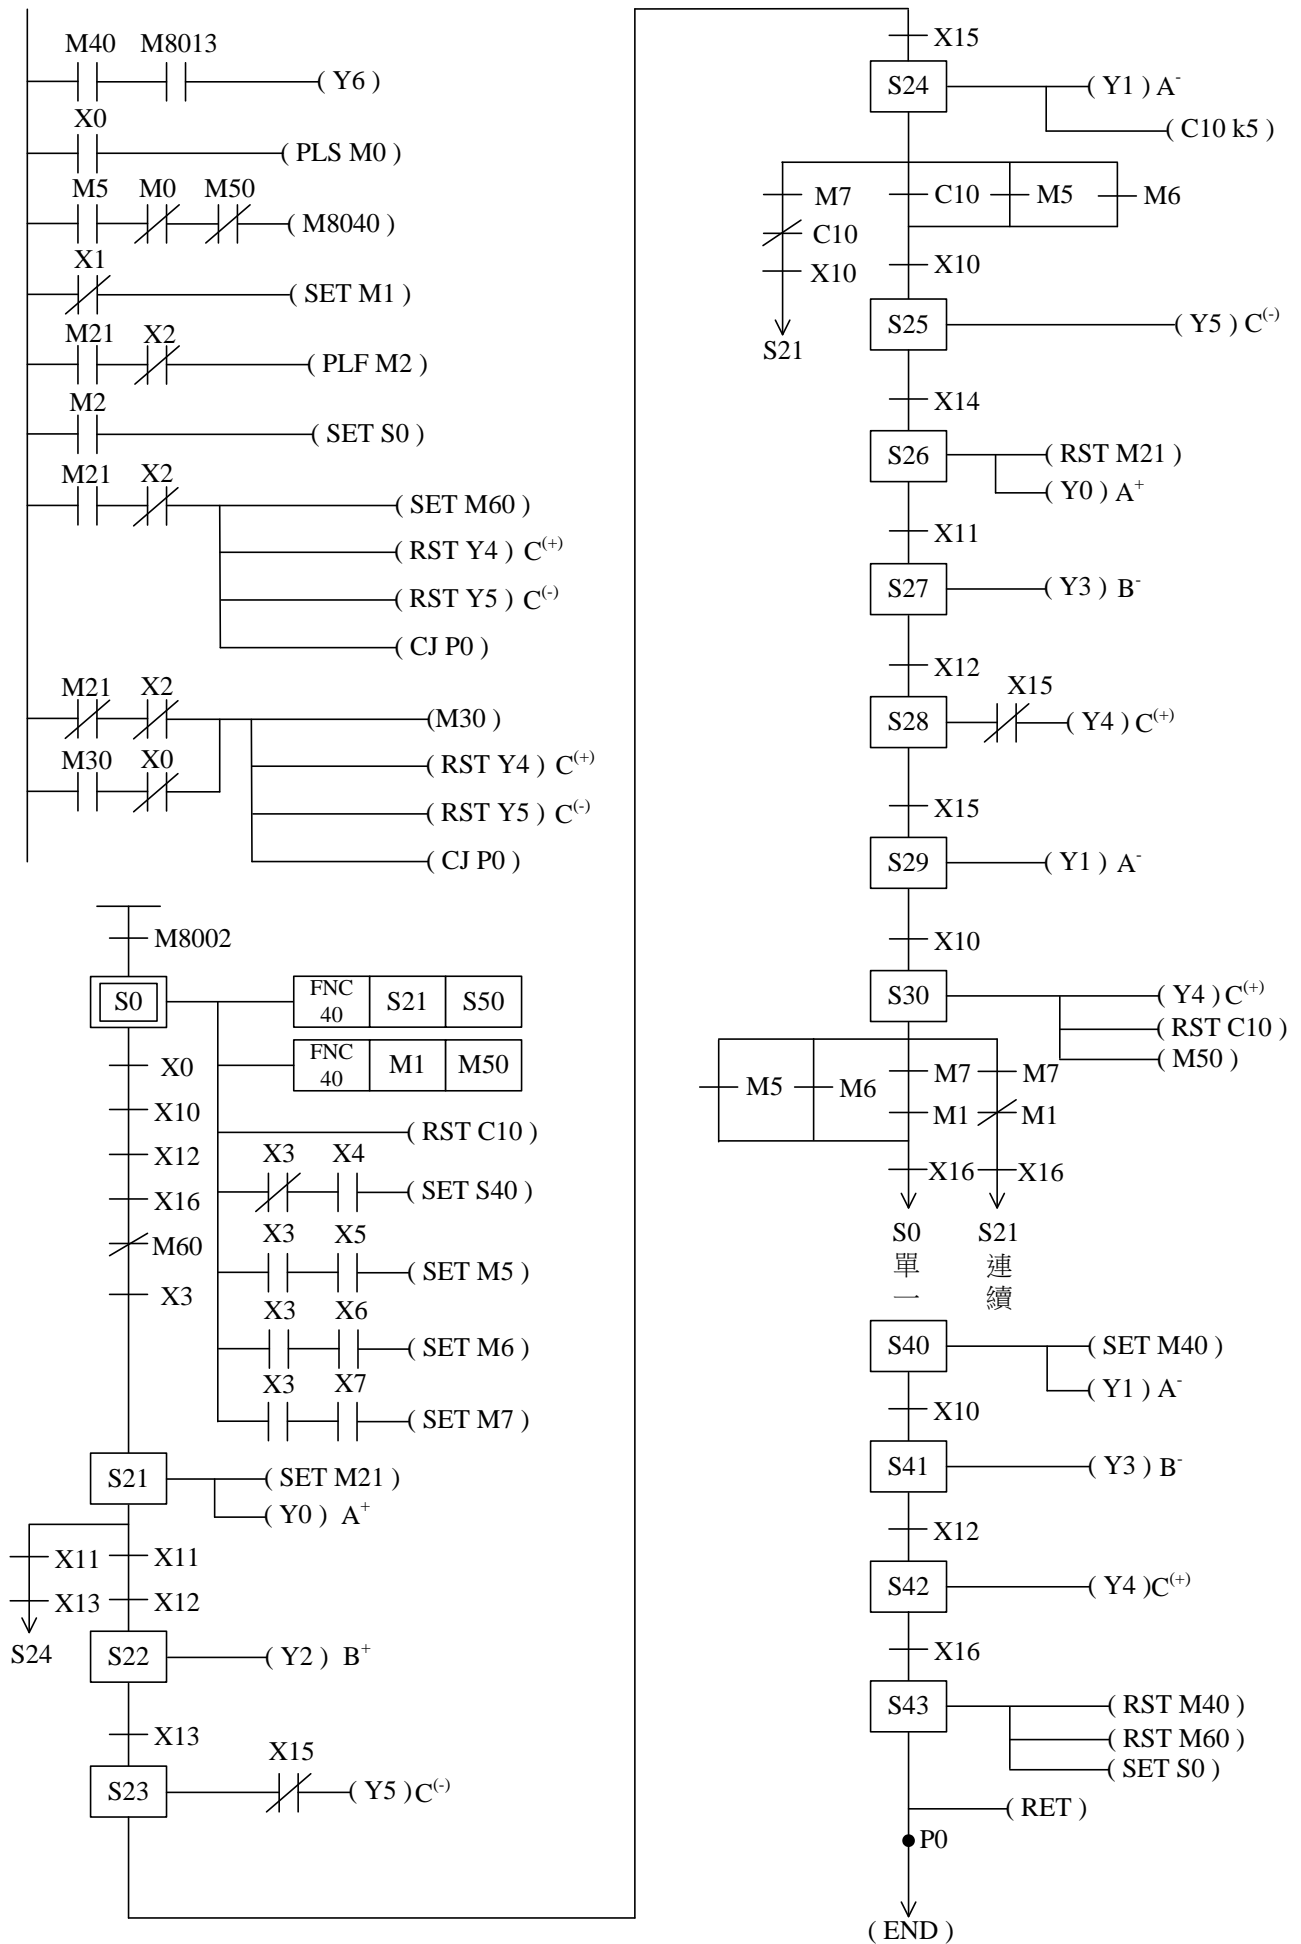 M40 M8013
( Y6 )
X0
( PLS M0 )
M5 M0 M50
( M8040 )
X1
( SET M1 )
M21 X2
( PLF M2 )
M2
( SET S0 )
M21 X2
( SET M60 )
( RST Y4 ) C(+)
( RST Y5 ) C(-)
( CJ P0 )
M21 X2
(M30 )
M30 X0
( RST Y4 ) C(+)
( RST Y5 ) C(-)
( CJ P0 )
M8002
S0
FNC 40 S21 S50
X0
FNC 40 M1 M50
X10
( RST C10 )
X12
X3 X4
( SET S40 )
X16
M60
X3 X5
( SET M5 )
X3
X3 X6
( SET M6 )
X3 X7
( SET M7 )
S21
( SET M21 )
( Y0 ) A+
X11 X11
X13 X12
S24
S22
( Y2 ) B+
X13
S23
X15
( Y5 ) C(-)
X15
S24
( Y1 ) A-
( C10 k5 )
M7 C10 M5 M6
C10
X10 X10
S21
S25
( Y5 ) C(-)
X14
S26
( RST M21 )
( Y0 ) A+
X11
S27
( Y3 ) B-
X12
S28
X15
( Y4 ) C(+)
X15
S29
( Y1 ) A-
X10
S30
( Y4 ) C(+)
( RST C10 )
( M50 )
M5 M6 M7 M7
M1 M1
X16 X16
S0 S21
單一
連續
S40
( SET M40 )
( Y1 ) A-
X10
S41
( Y3 ) B-
X12
S42
( Y4 )C(+)
X16
S43
( RST M40 )
( RST M60 )
( SET S0 )
( RET )
P0
( END )